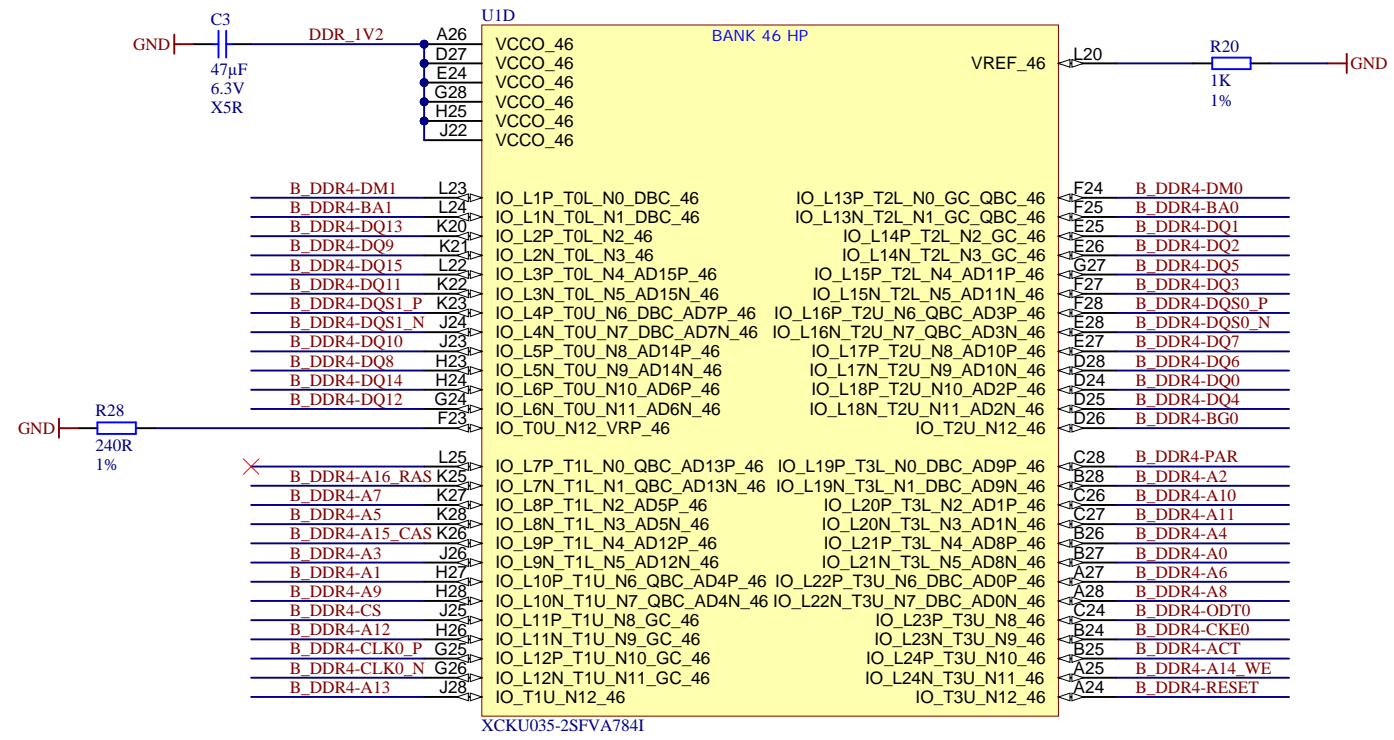 U1D
C3
GND
DDR_1V2
47µF
6.3V
X5R
BANK 46 HP
A26 VCCO_46
D27 VCCO_46
E24 VCCO_46
G28 VCCO_46
H25 VCCO_46
J22 VCCO_46
VREF_46 L20
R20
1K
1%
GND
B_DDR4-DM1 L23 IO_L1P_T0L_N0_DBC_46
B_DDR4-BA1 L24 IO_L1N_T0L_N1_DBC_46
B_DDR4-DQ13 K20 IO_L2P_T0L_N2_46
B_DDR4-DQ9 K21 IO_L2N_T0L_N3_46
B_DDR4-DQ15 L22 IO_L3P_T0L_N4_AD15P_46
B_DDR4-DQ11 K22 IO_L3N_T0L_N5_AD15N_46
B_DDR4-DQS1_P K23 IO_L4P_T0U_N6_DBC_AD7P_46
B_DDR4-DQS1_N J24 IO_L4N_T0U_N7_DBC_AD7N_46
B_DDR4-DQ10 J23 IO_L5P_T0U_N8_AD14P_46
B_DDR4-DQ8 H23 IO_L5N_T0U_N9_AD14N_46
B_DDR4-DQ14 H24 IO_L6P_T0U_N10_AD6P_46
B_DDR4-DQ12 G24 IO_L6N_T0U_N11_AD6N_46
F23 IO_T0U_N12_VRP_46
R28
GND
240R
1%
L25 IO_L7P_T1L_N0_QBC_AD13P_46
B_DDR4-A16_RAS K25 IO_L7N_T1L_N1_QBC_AD13N_46
B_DDR4-A7 K27 IO_L8P_T1L_N2_AD5P_46
B_DDR4-A5 K28 IO_L8N_T1L_N3_AD5N_46
B_DDR4-A15_CAS K26 IO_L9P_T1L_N4_AD12P_46
B_DDR4-A3 J26 IO_L9N_T1L_N5_AD12N_46
B_DDR4-A1 H27 IO_L10P_T1U_N6_QBC_AD4P_46
B_DDR4-A9 H28 IO_L10N_T1U_N7_QBC_AD4N_46
B_DDR4-CS J25 IO_L11P_T1U_N8_GC_46
B_DDR4-A12 H26 IO_L11N_T1U_N9_GC_46
B_DDR4-CLK0_P G25 IO_L12P_T1U_N10_GC_46
B_DDR4-CLK0_N G26 IO_L12N_T1U_N11_GC_46
B_DDR4-A13 J28 IO_T1U_N12_46
IO_L13P_T2L_N0_GC_QBC_46 F24 B_DDR4-DM0
IO_L13N_T2L_N1_GC_QBC_46 F25 B_DDR4-BA0
IO_L14P_T2L_N2_GC_46 E25 B_DDR4-DQ1
IO_L14N_T2L_N3_GC_46 E26 B_DDR4-DQ2
IO_L15P_T2L_N4_AD11P_46 G27 B_DDR4-DQ5
IO_L15N_T2L_N5_AD11N_46 F27 B_DDR4-DQ3
IO_L16P_T2U_N6_QBC_AD3P_46 F28 B_DDR4-DQS0_P
IO_L16N_T2U_N7_QBC_AD3N_46 E28 B_DDR4-DQS0_N
IO_L17P_T2U_N8_AD10P_46 E27 B_DDR4-DQ7
IO_L17N_T2U_N9_AD10N_46 D28 B_DDR4-DQ6
IO_L18P_T2U_N10_AD2P_46 D24 B_DDR4-DQ0
IO_L18N_T2U_N11_AD2N_46 D25 B_DDR4-DQ4
IO_T2U_N12_46 D26 B_DDR4-BG0
IO_L19P_T3L_N0_DBC_AD9P_46 C28 B_DDR4-PAR
IO_L19N_T3L_N1_DBC_AD9N_46 B28 B_DDR4-A2
IO_L20P_T3L_N2_AD1P_46 C26 B_DDR4-A10
IO_L20N_T3L_N3_AD1N_46 C27 B_DDR4-A11
IO_L21P_T3L_N4_AD8P_46 B26 B_DDR4-A4
IO_L21N_T3L_N5_AD8N_46 B27 B_DDR4-A0
IO_L22P_T3U_N6_DBC_AD0P_46 A27 B_DDR4-A6
IO_L22N_T3U_N7_DBC_AD0N_46 A28 B_DDR4-A8
IO_L23P_T3U_N8_46 C24 B_DDR4-ODT0
IO_L23N_T3U_N9_46 B24 B_DDR4-CKE0
IO_L24P_T3U_N10_46 B25 B_DDR4-ACT
IO_L24N_T3U_N11_46 A25 B_DDR4-A14_WE
IO_T3U_N12_46 A24 B_DDR4-RESET
XCKU035-2SFVA784I